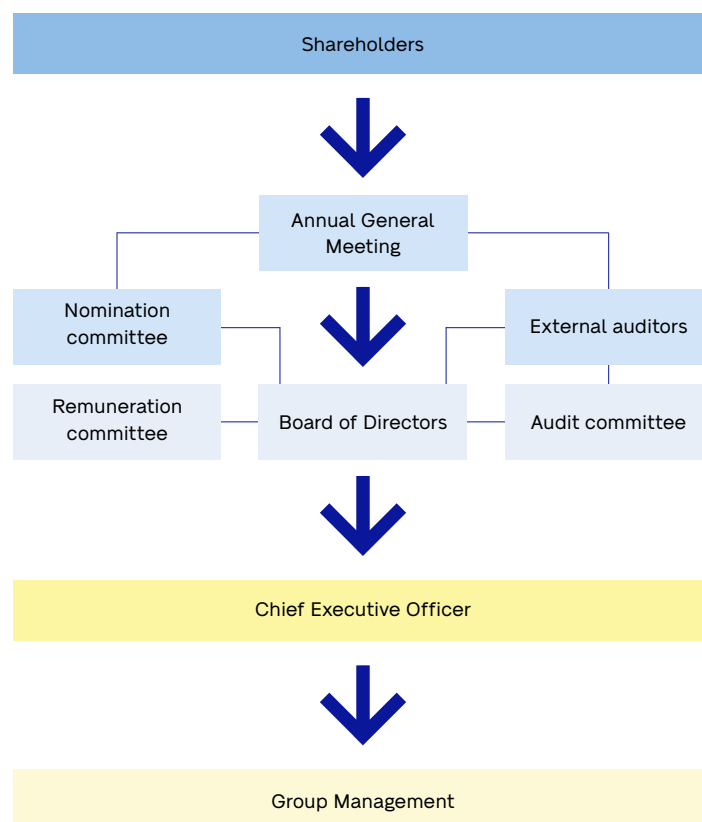 Shareholders
Annual General
Meeting
Nomination
committee
External auditors
Remuneration
committee
Board of Directors
Audit committee
Chief Executive Officer
Group Management